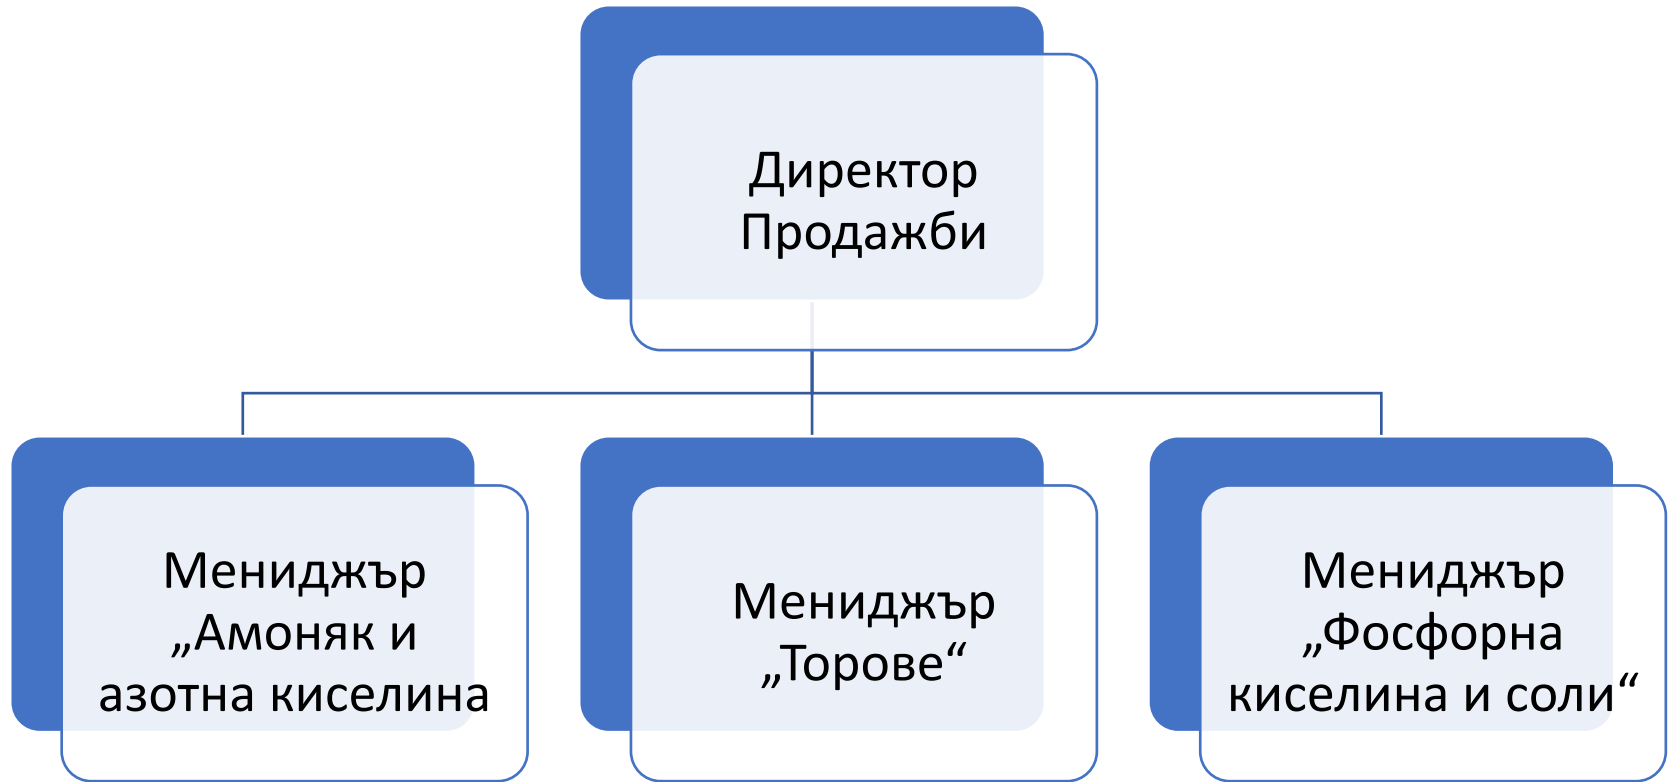 Директор
Продажби
Мениджър
„Амоняк и
азотна киселина
Мениджър
„Торове“
Мениджър
„Фосфорна
киселина и соли“